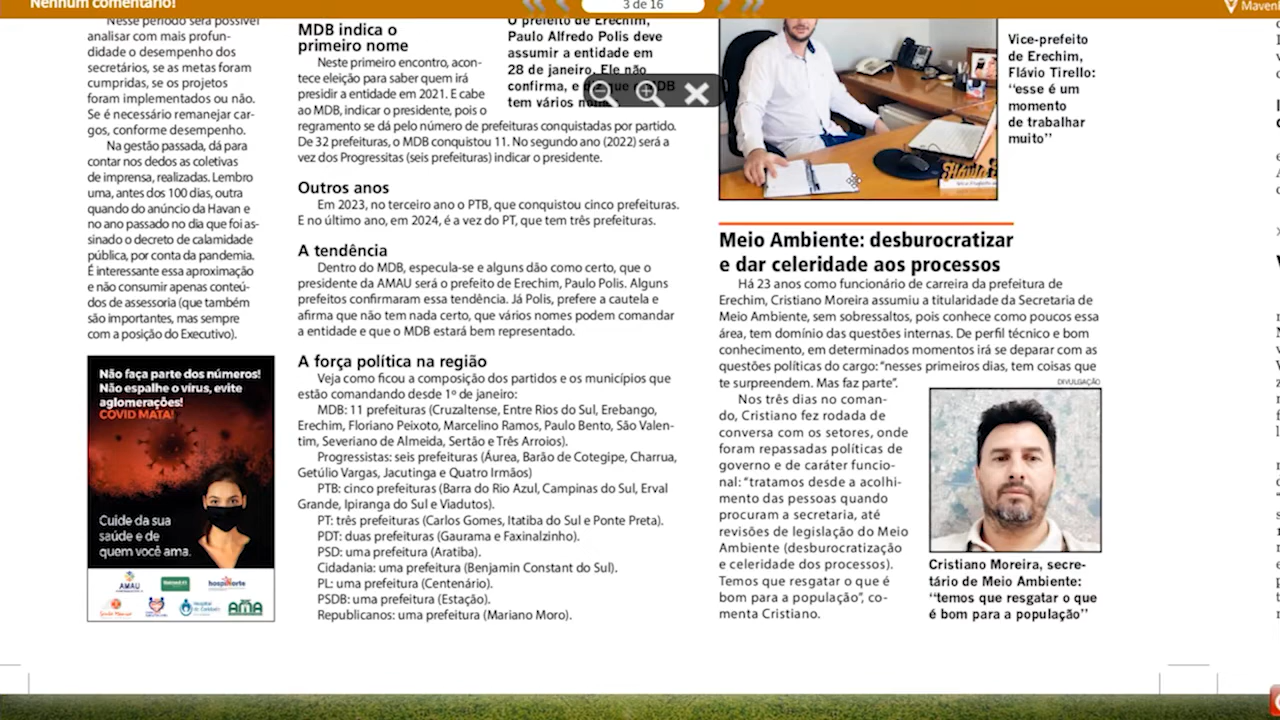 Nenhum comentário!
3 de 16
Nesse período será possível
analisar com mais profun-
didade o desempenho dos
secretários, se as metas foram
cumpridas, se os projetos
foram implementados ou não.
Se é necessário remanejar car-
gos, conforme desempenho.
Na gestão passada, dá para
contar nos dedos as coletivas
de imprensa, realizadas. Lembro
uma, antes dos 100 dias, outra
quando do anúncio da Havan e
no ano passado no dia que foi as-
sinado o decreto de calamidade
pública, por conta da pandemia.
É interessante essa aproximação
e não consumir apenas conteú-
dos de assessoria (que também
são importantes, mas sempre
com a posição do Executivo).
Não faça parte dos números!
Não espalhe o vírus, evite
aglomerações!
COVID MATA!
Cuide da sua
saúde e de
quem você ama.
AMAU
hospinorte
AMA
MDB indica o
primeiro nome
Neste primeiro encontro, acon-
tece eleição para saber quem irá
presidir a entidade em 2021. E cabe
ao MDB, indicar o presidente, pois o
regramento se dá pelo número de prefeituras conquistadas por partido.
De 32 prefeituras, o MDB conquistou 11. No segundo ano (2022) será a
vez dos Progressitas (seis prefeituras) indicar o presidente.
O prefeito de Erechim,
Paulo Alfredo Polis deve
assumir a entidade em
28 de janeiro. Ele não
confirma, e diz que o MDB
tem vários
Outros anos
Em 2023, no terceiro ano o PTB, que conquistou cinco prefeituras.
E no último ano, em 2024, é a vez do PT, que tem três prefeituras.
A tendência
Dentro do MDB, especula-se e alguns dão como certo, que o
presidente da AMAU será o prefeito de Erechim, Paulo Polis. Alguns
prefeitos confirmaram essa tendência. Já Polis, prefere a cautela e
afirma que não tem nada certo, que vários nomes podem comandar
a entidade e que o MDB estará bem representado.
A força política na região
Veja como ficou a composição dos partidos e os municípios que
estão comandando desde 1º de janeiro:
MDB: 11 prefeituras (Cruzaltense, Entre Rios do Sul, Erebango,
Erechim, Floriano Peixoto, Marcelino Ramos, Paulo Bento, São Valen-
tim, Severiano de Almeida, Sertão e Três Arroios).
Progressistas: seis prefeituras (Áurea, Barão de Cotegipe, Charrua,
Getúlio Vargas, Jacutinga e Quatro Irmãos)
PTB: cinco prefeituras (Barra do Rio Azul, Campinas do Sul, Erval
Grande, Ipiranga do Sul e Viadutos).
PT: três prefeituras (Carlos Gomes, Itatiba do Sul e Ponte Preta).
PDT: duas prefeituras (Gaurama e Faxinalzinho).
PSD: uma prefeitura (Aratiba).
Cidadania: uma prefeitura (Benjamin Constant do Sul).
PL: uma prefeitura (Centenário).
PSDB: uma prefeitura (Estação).
Republicanos: uma prefeitura (Mariano Moro).
Vice-prefeito
de Erechim,
Flávio Tirello:
“esse é um
momento
de trabalhar
muito”
Meio Ambiente: desburocratizar
e dar celeridade aos processos
Há 23 anos como funcionário de carreira da prefeitura de
Erechim, Cristiano Moreira assumiu a titularidade da Secretaria de
Meio Ambiente, sem sobressaltos, pois conhece como poucos essa
área, tem domínio das questões internas. De perfil técnico e bom
conhecimento, em determinados momentos irá se deparar com as
questões políticas do cargo: “nesses primeiros dias, tem coisas que
te surpreendem. Mas faz parte”.
Nos três dias no coman-
do, Cristiano fez rodada de
conversa com os setores, onde
foram repassadas políticas de
governo e de caráter funcio-
nal: “tratamos desde a acolhi-
mento das pessoas quando
procuram a secretaria, até
revisões de legislação do Meio
Ambiente (desburocratização
e celeridade dos processos).
Temos que resgatar o que é
bom para a população”, co-
menta Cristiano.
DIVULGAÇÃO
Cristiano Moreira, secre-
tário de Meio Ambiente:
“temos que resgatar o que
é bom para a população”